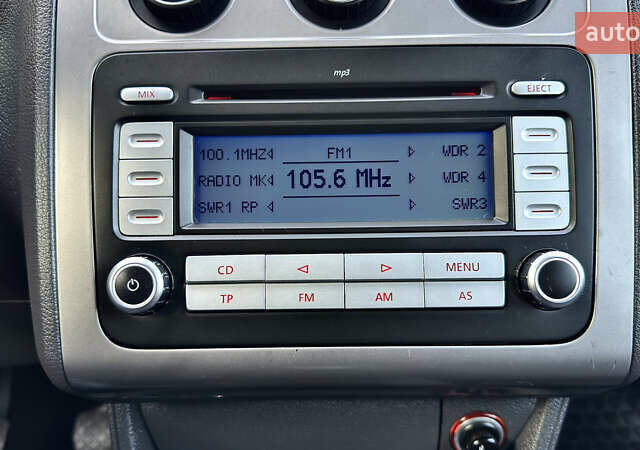 auto
mp3
MIX
EJECT
100.1MHZ FM1 WDR 2
RADIO MK 105.6 MHz WDR 4
SWR1 RP SWR3
CD MENU
TP FM AM AS